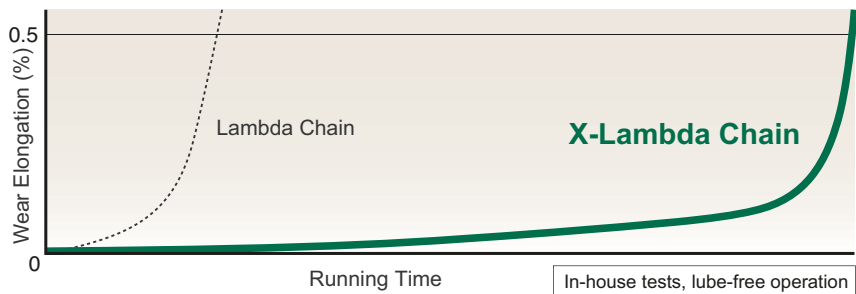 0.5
Wear Elongation (%)
Lambda Chain
X-Lambda Chain
0
Running Time
In-house tests, lube-free operation